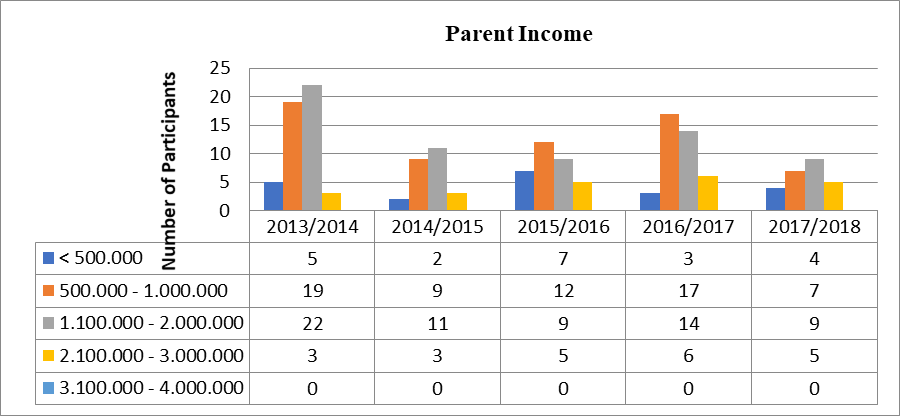 Parent Income
Number of Participants
25
20
15
10
5
0
2013/2014 2014/2015 2015/2016 2016/2017 2017/2018
< 500.000 5 2 7 3 4
500.000 - 1.000.000 19 9 12 17 7
1.100.000 - 2.000.000 22 11 9 14 9
2.100.000 - 3.000.000 3 3 5 6 5
3.100.000 - 4.000.000 0 0 0 0 0